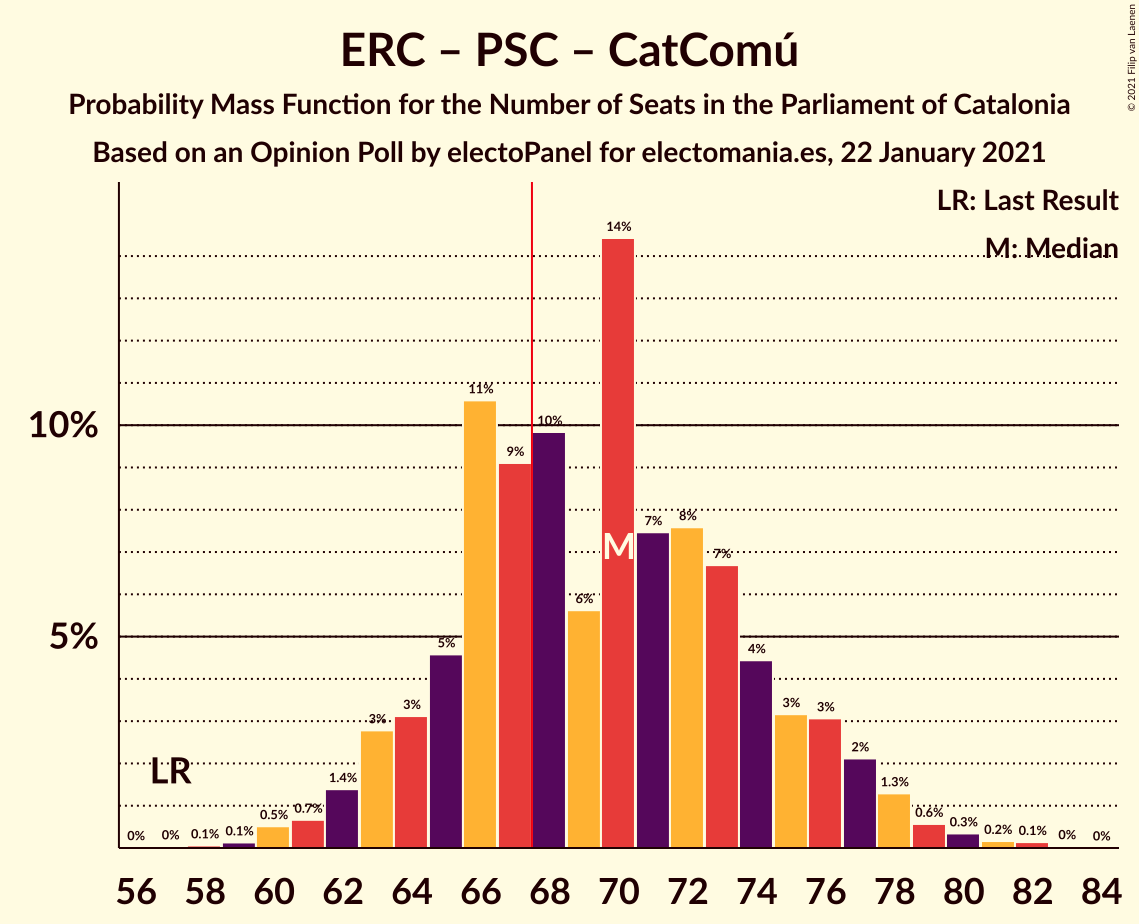 © 2021 Filip van Laenen
ERC – PSC – CatComú
Probability Mass Function for the Number of Seats in the Parliament of Catalonia
Based on an Opinion Poll by electoPanel for electomania.es, 22 January 2021
LR: Last Result
M: Median
10%
5%
0% 0% 0.1% 0.1% 0.5% 0.7% 1.4% 3% 3% 5% 11% 9% 10% 6% 14% 7% 8% 7% 4% 3% 3% 2% 1.3% 0.6% 0.3% 0.2% 0.1% 0% 0%
LR
M
56 58 60 62 64 66 68 70 72 74 76 78 80 82 84